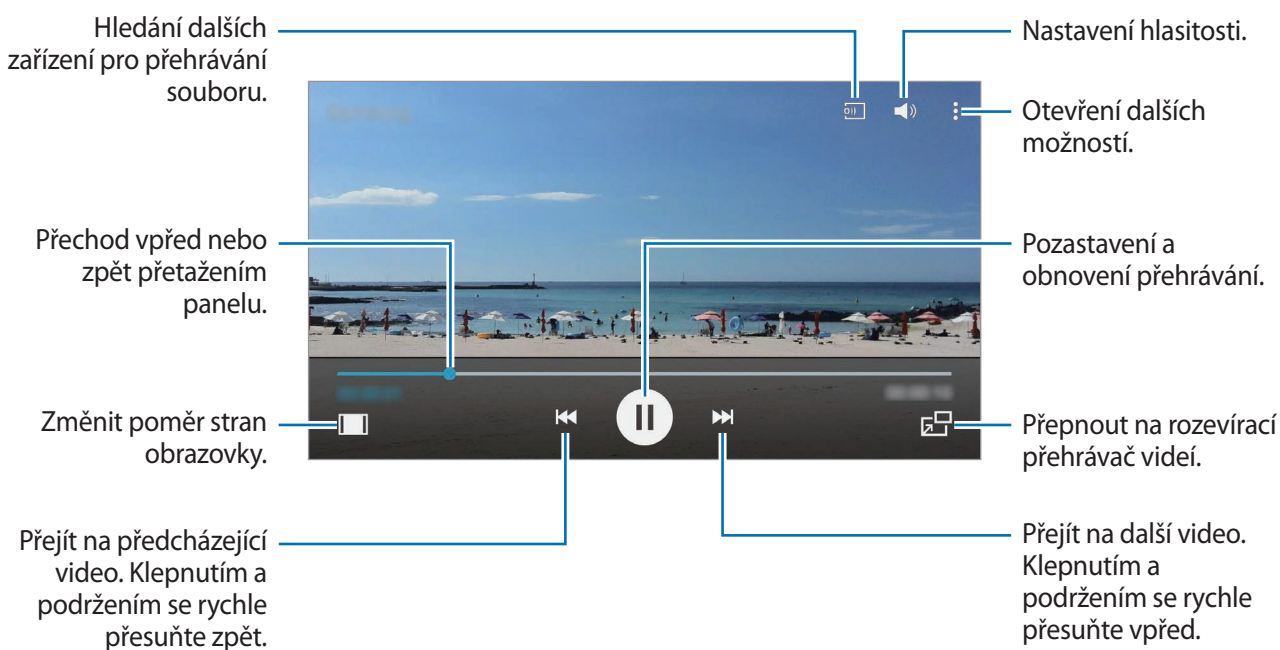 Hledání dalších
zařízení pro přehrávání
souboru.
Nastavení hlasitosti.
Otevření dalších
možností.
Přechod vpřed nebo
zpět přetažením
panelu.
Pozastavení a
obnovení přehrávání.
Změnit poměr stran
obrazovky.
Přepnout na rozevírací
přehrávač videí.
Přejít na předcházející
video. Klepnutím a
podržením se rychle
přesuňte zpět.
Přejít na další video.
Klepnutím a
podržením se rychle
přesuňte vpřed.